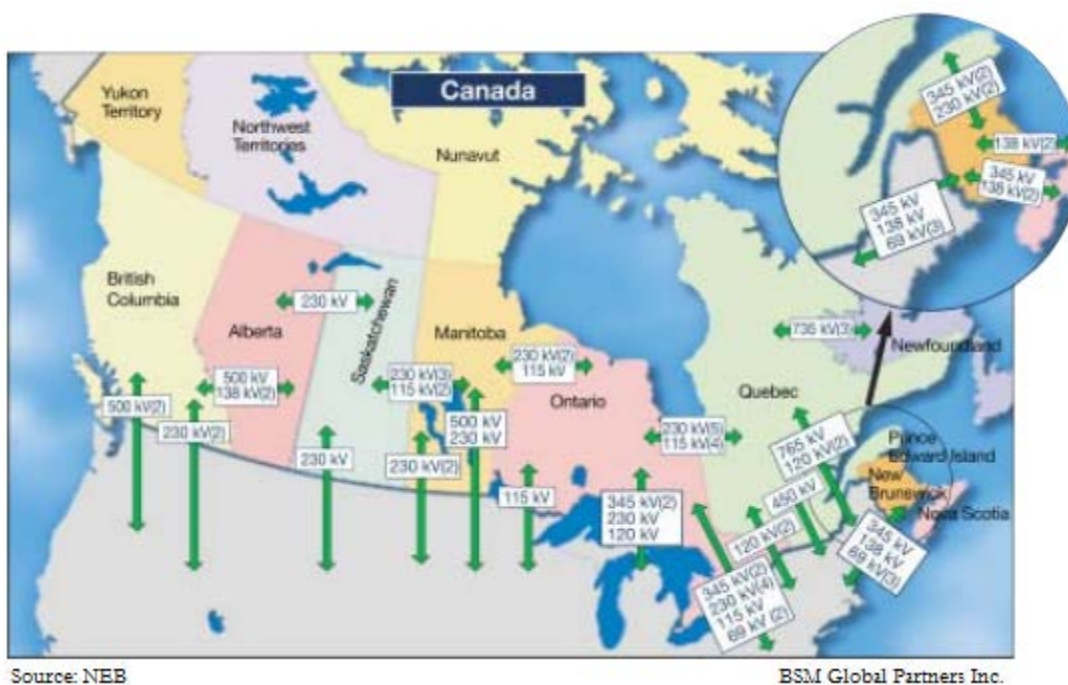 Canada
Yukon
Territory
Northwest
Territories
Nunavut
British
Columbia
Alberta
Saskatchewan
Manitoba
Ontario
Quebec
Newfoundland
Prince
Edward Island
New
Brunswick
Nova Scotia
345 kV(2)
230 kV(2)
138 kV(2)
345 kV
138 kV(2)
345 kV
138 kV
69 kV(3)
230 kV
735 kV(3)
230 kV(2)
115 kV
500 kV
138 kV(2)
230 kV(3)
115 kV(2)
500 kV(2)
230 kV(2)
500 kV
230 kV
230 kV(5)
115 kV(4)
765 kV
120 kV(2)
230 kV
230 kV(2)
450 kV
115 kV
345 kV(2)
230 kV
120 kV
120 kV(2)
345 kV
138 kV
69 kV(3)
345 kV(2)
230 kV(4)
115 kV
69 kV (2)
Source: NEB
BSM Global Partners Inc.